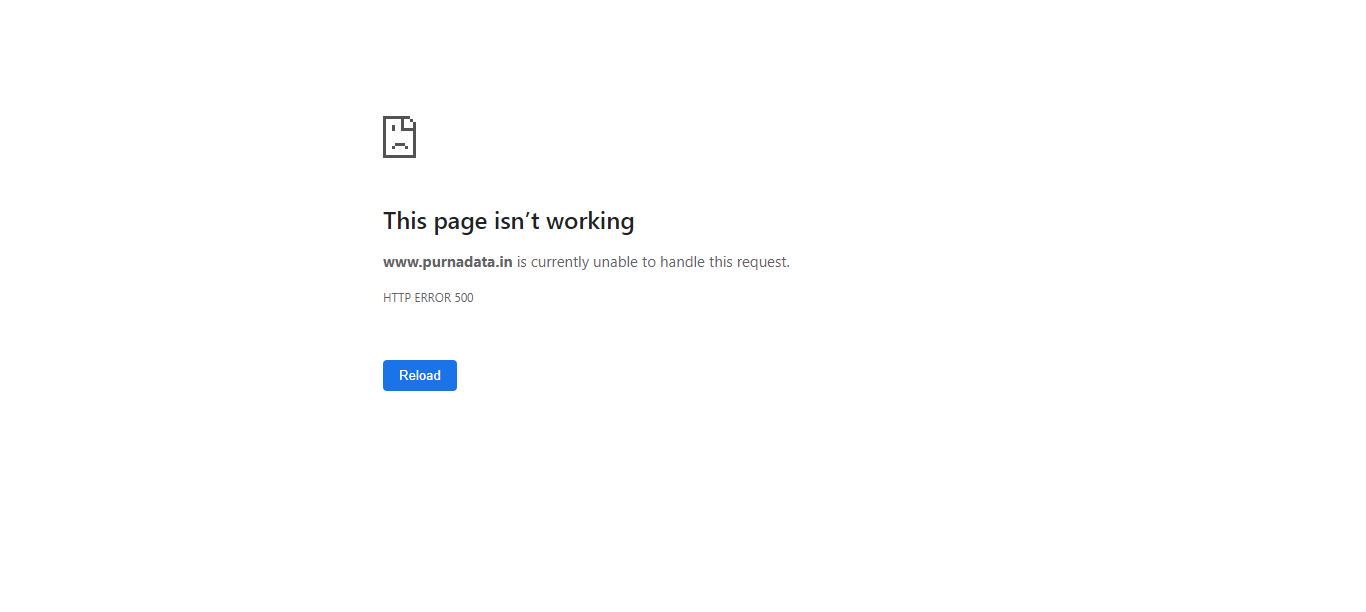 This page isn’t working
www.purnadata.in is currently unable to handle this request.
HTTP ERROR 500
Reload